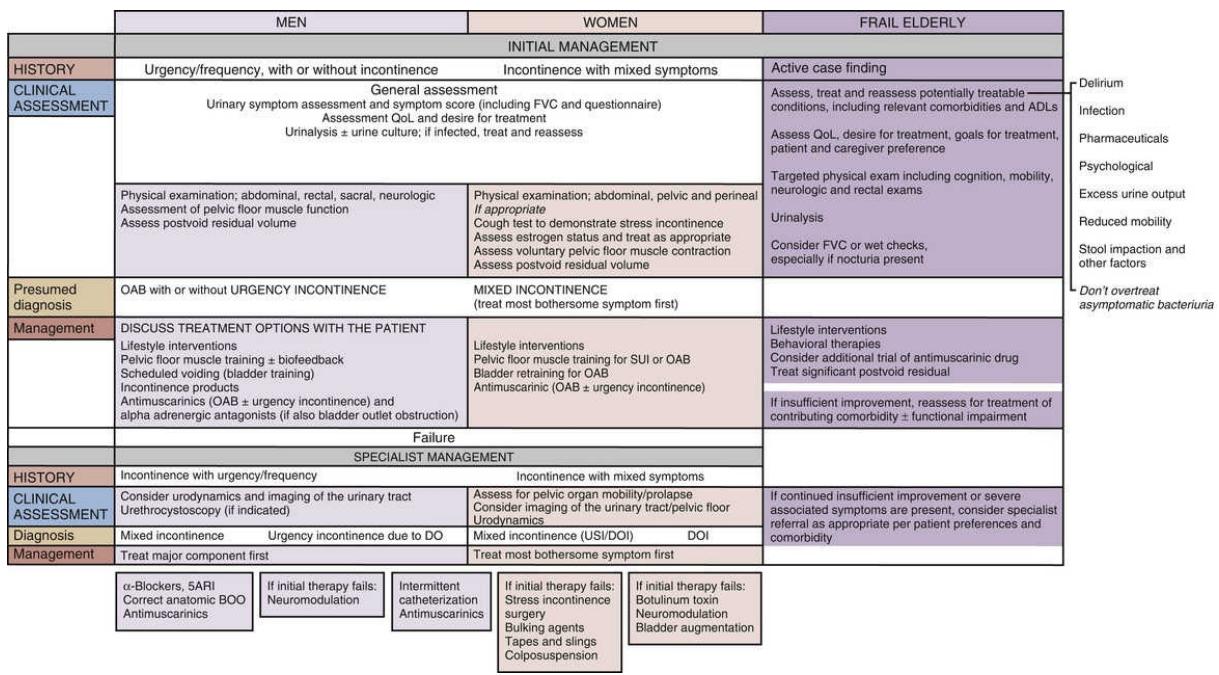 MEN
WOMEN
FRAIL ELDERLY
INITIAL MANAGEMENT
HISTORY
Urgency/frequency, with or without incontinence
Incontinence with mixed symptoms
Active case finding
CLINICAL
ASSESSMENT
General assessment
Urinary symptom assessment and symptom score (including FVC and questionnaire)
Assessment QoL and desire for treatment
Urinalysis ± urine culture; if infected, treat and reassess
Physical examination; abdominal, rectal, sacral, neurologic
Assessment of pelvic floor muscle function
Assess postvoid residual volume
Physical examination; abdominal, pelvic and perineal
If appropriate
Cough test to demonstrate stress incontinence
Assess estrogen status and treat as appropriate
Assess voluntary pelvic floor muscle contraction
Assess postvoid residual volume
Assess, treat and reassess potentially treatable
conditions, including relevant comorbidities and ADLs
Assess QoL, desire for treatment, goals for treatment,
patient and caregiver preference
Targeted physical exam including cognition, mobility,
neurologic and rectal exams
Urinalysis
Consider FVC or wet checks,
especially if nocturia present
Delirium
Infection
Pharmaceuticals
Psychological
Excess urine output
Reduced mobility
Stool impaction and
other factors
Don't overtreat
asymptomatic bacteriuria
Presumed
diagnosis
OAB with or without URGENCY INCONTINENCE
MIXED INCONTINENCE
(treat most bothersome symptom first)
Management
DISCUSS TREATMENT OPTIONS WITH THE PATIENT
Lifestyle interventions
Pelvic floor muscle training ± biofeedback
Scheduled voiding (bladder training)
Incontinence products
Antimuscarinics (OAB ± urgency incontinence) and
alpha adrenergic antagonists (if also bladder outlet obstruction)
Lifestyle interventions
Pelvic floor muscle training for SUI or OAB
Bladder retraining for OAB
Antimuscarinic (OAB ± urgency incontinence)
Lifestyle interventions
Behavioral therapies
Consider additional trial of antimuscarinic drug
Treat significant postvoid residual
If insufficient improvement, reassess for treatment of
contributing comorbidity ± functional impairment
Failure
SPECIALIST MANAGEMENT
HISTORY
Incontinence with urgency/frequency
Incontinence with mixed symptoms
CLINICAL
ASSESSMENT
Consider urodynamics and imaging of the urinary tract
Urethrocystoscopy (if indicated)
Assess for pelvic organ mobility/prolapse
Consider imaging of the urinary tract/pelvic floor
Urodynamics
If continued insufficient improvement or severe
associated symptoms are present, consider specialist
referral as appropriate per patient preferences and
comorbidity
Diagnosis
Mixed incontinence
Urgency incontinence due to DO
Mixed incontinence (USI/DOI)
DOI
Management
Treat major component first
Treat most bothersome symptom first
α-Blockers, 5ARI
Correct anatomic BOO
Antimuscarinics
If initial therapy fails:
Neuromodulation
Intermittent
catheterization
Antimuscarinics
If initial therapy fails:
Stress incontinence
surgery
Bulking agents
Tapes and slings
Colposuspension
If initial therapy fails:
Botulinum toxin
Neuromodulation
Bladder augmentation